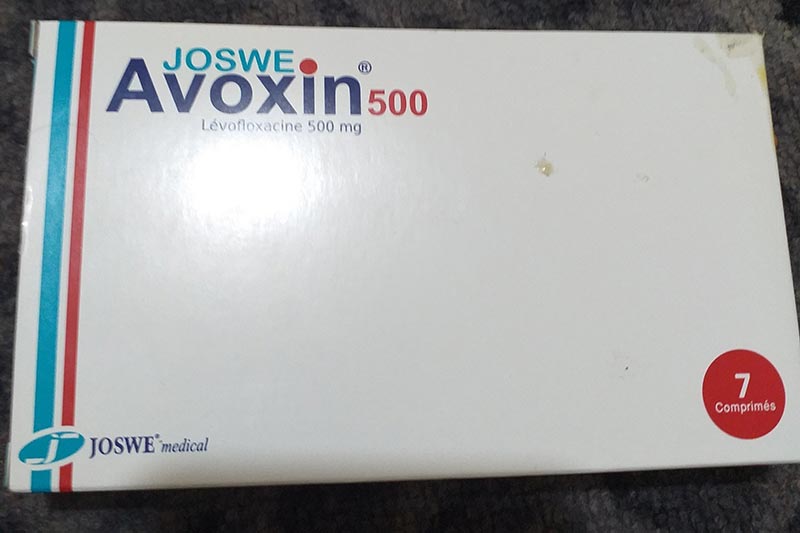 JOSWE
Avoxin® 500
Lévofloxacine 500 mg
7
Comprimés
JOSWE® medical